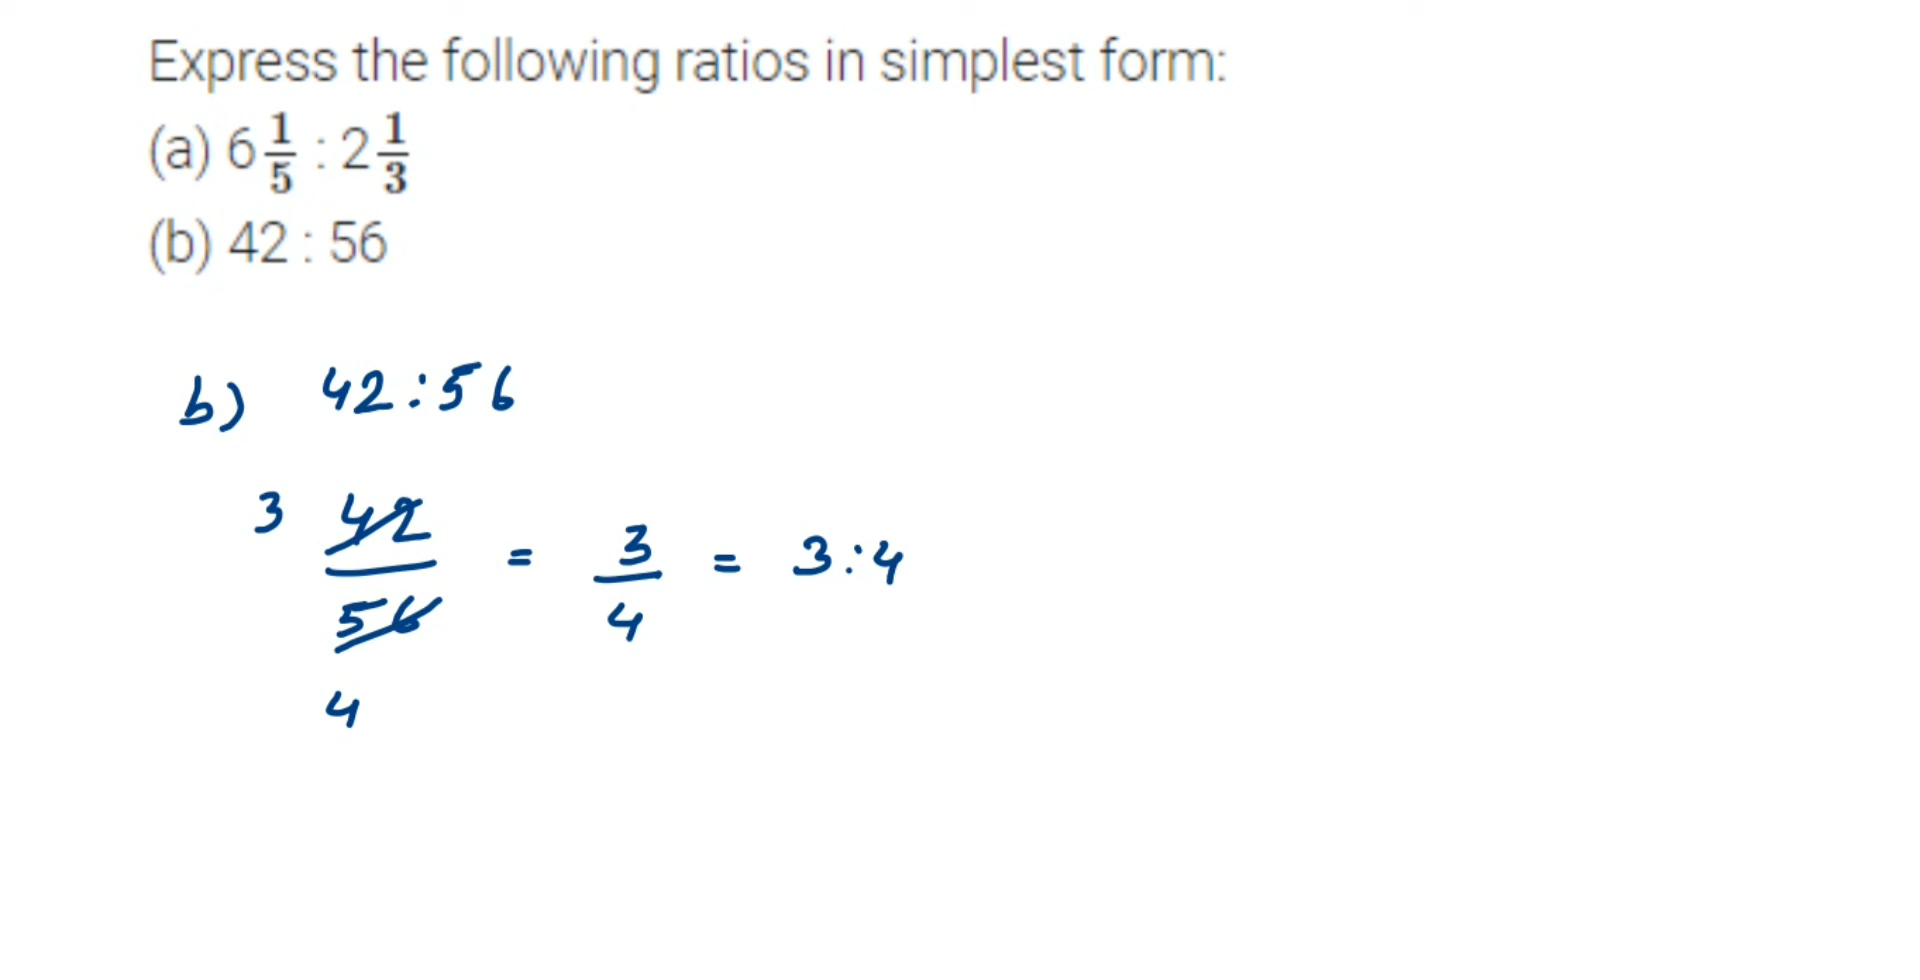 Express the following ratios in simplest form:
(a) 6 1/5 : 2 1/3
(b) 42 : 56
b) 42:56
3 42/56 = 3/4 = 3:4
4